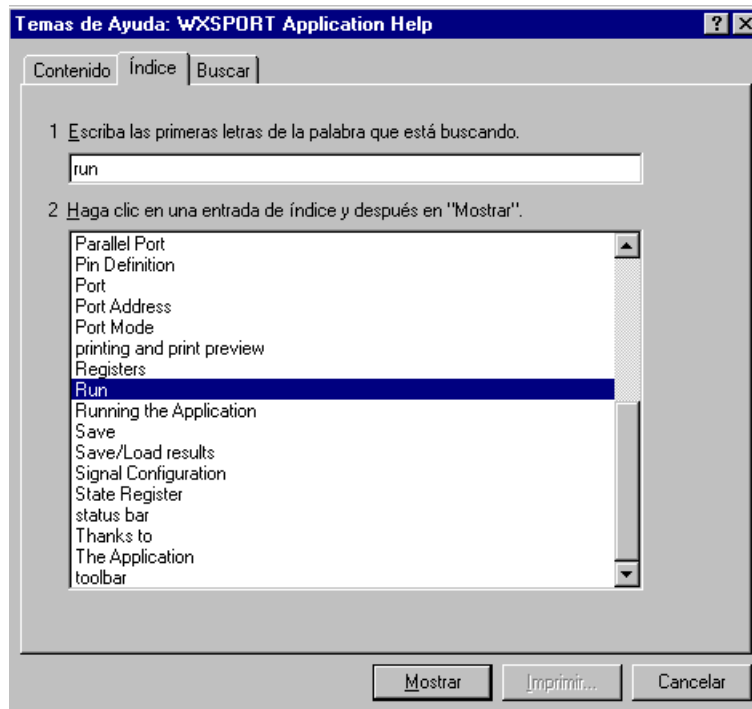 Temas de Ayuda: WXSPORT Application Help
Contenido Índice Buscar
1 Escriba las primeras letras de la palabra que está buscando.
run
2 Haga clic en una entrada de índice y después en "Mostrar".
Parallel Port
Pin Definition
Port
Port Address
Port Mode
printing and print preview
Registers
Run
Running the Application
Save
Save/Load results
Signal Configuration
State Register
status bar
Thanks to
The Application
toolbar
Mostrar Imprimir... Cancelar